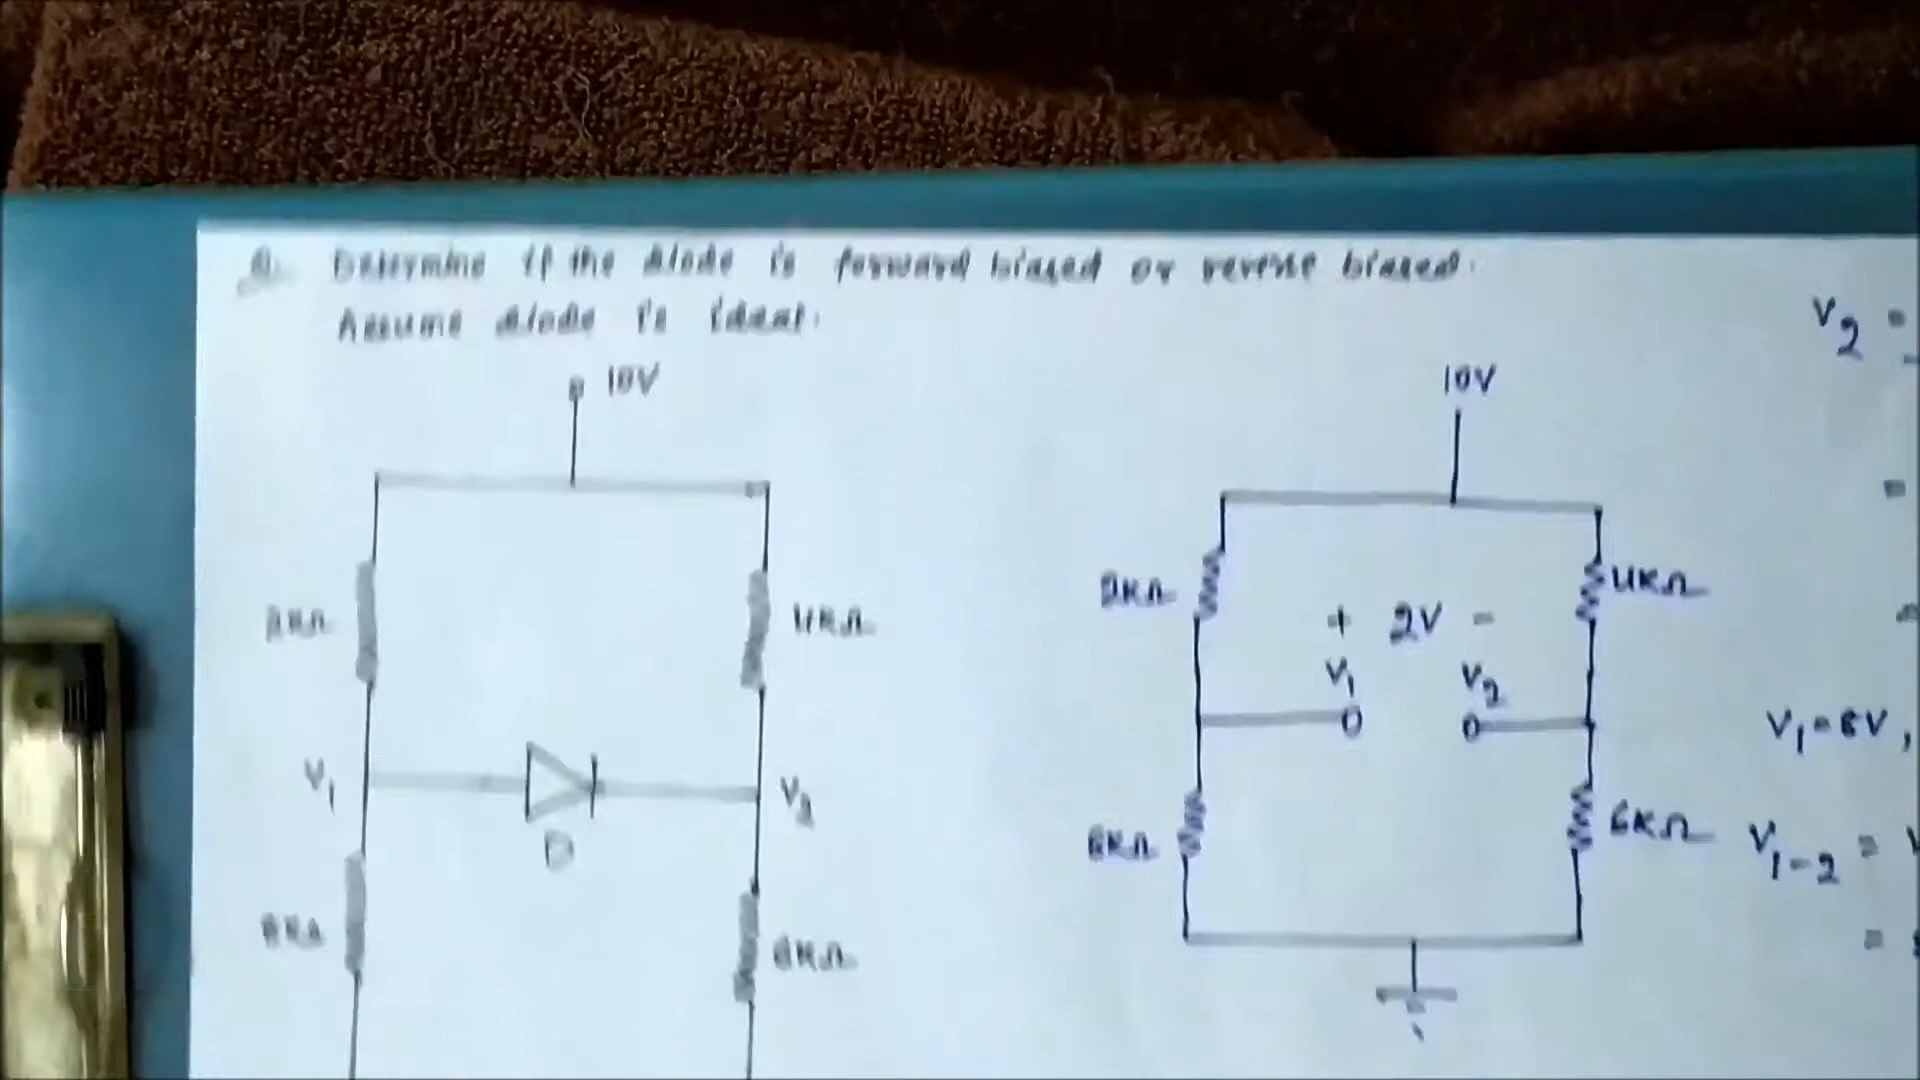 Q. Determine if the diode is forward biased or reverse biased.
Assume diode is ideal.
10V
2KΩ
4KΩ
V1
V2
D
8KΩ
6KΩ
10V
2KΩ
4KΩ
+ 2V -
V1
V2
8KΩ
6KΩ
V2 =
=
V1=8V,
V1-2 =
=